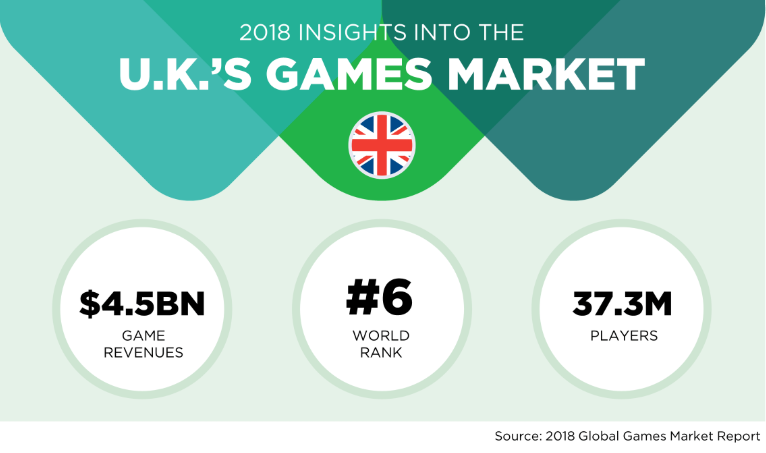 2018 INSIGHTS INTO THE
U.K.'S GAMES MARKET
$4.5BN
GAME
REVENUES
#6
WORLD
RANK
37.3M
PLAYERS
Source: 2018 Global Games Market Report